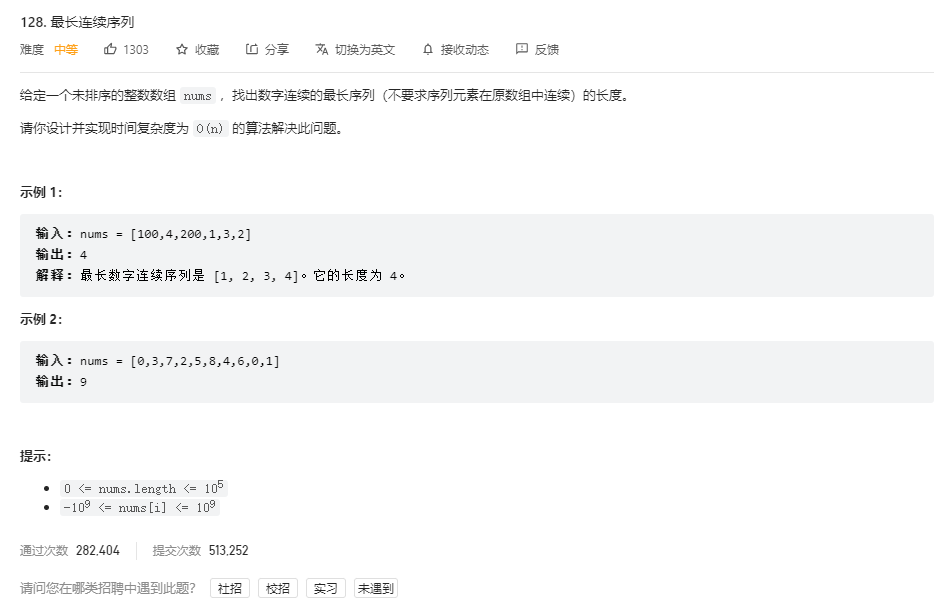 128. 最长连续序列
难度 中等 1303 收藏 分享 切换为英文 接收动态 反馈
给定一个未排序的整数数组 nums ，找出数字连续的最长序列（不要求序列元素在原数组中连续）的长度。
请你设计并实现时间复杂度为 O(n) 的算法解决此问题。
示例 1：
输入：nums = [100,4,200,1,3,2]
输出：4
解释：最长数字连续序列是 [1, 2, 3, 4]。它的长度为 4。
示例 2：
输入：nums = [0,3,7,2,5,8,4,6,0,1]
输出：9
提示：
0 <= nums.length <= 10⁵
-10⁹ <= nums[i] <= 10⁹
通过次数 282,404 提交次数 513,252
请问您在哪类招聘中遇到此题？ 社招 校招 实习 未遇到